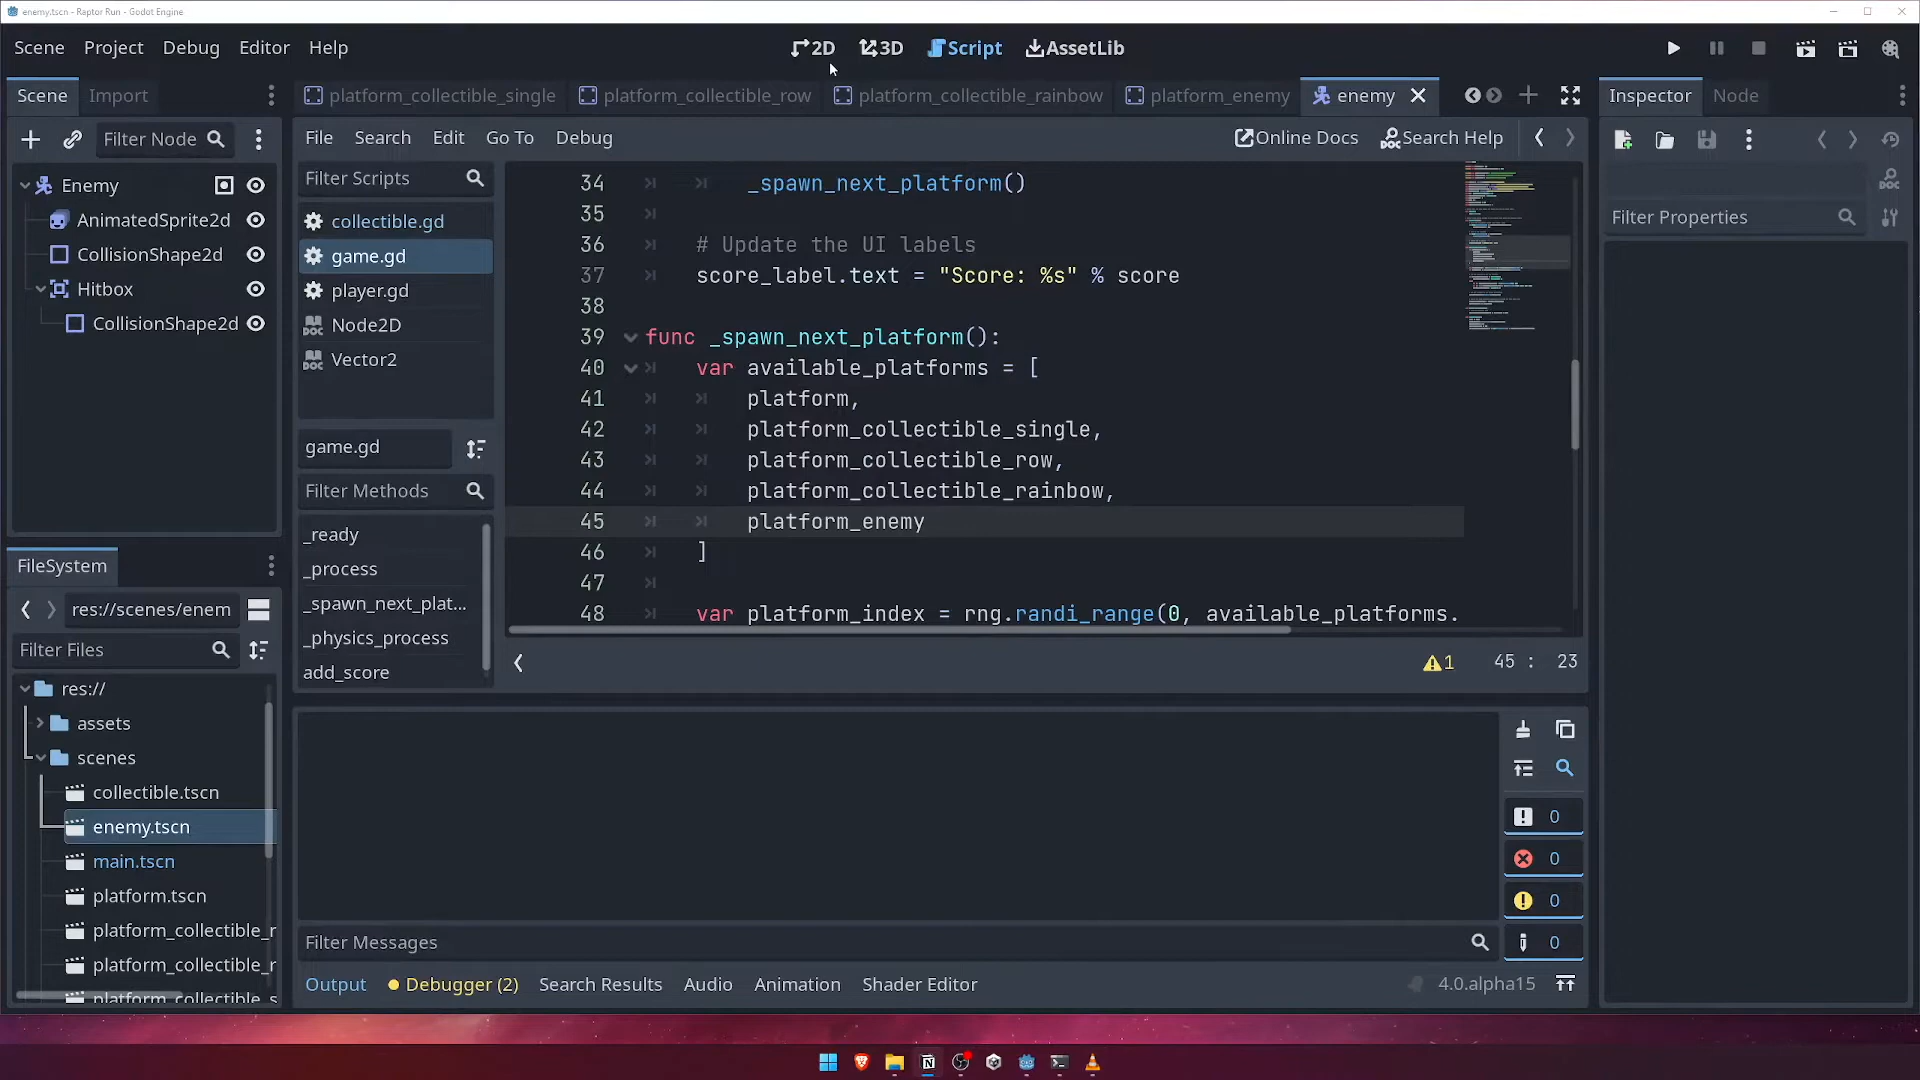 enemy.tscn - Raptor Run - Godot Engine
Scene Project Debug Editor Help
2D 3D Script AssetLib
Scene Import
platform_collectible_single platform_collectible_row platform_collectible_rainbow platform_enemy enemy
Inspector Node
Filter Node
File Search Edit Go To Debug
Online Docs Search Help
Enemy
AnimatedSprite2d
CollisionShape2d
Hitbox
CollisionShape2d
Filter Scripts
collectible.gd
game.gd
player.gd
Node2D
Vector2
game.gd
Filter Methods
_ready
_process
_spawn_next_plat...
_physics_process
add_score
34 _spawn_next_platform()
35
36 # Update the UI labels
37 score_label.text = "Score: %s" % score
38
39 func _spawn_next_platform():
40 var available_platforms = [
41 platform,
42 platform_collectible_single,
43 platform_collectible_row,
44 platform_collectible_rainbow,
45 platform_enemy
46 ]
47
48 var platform_index = rng.randi_range(0, available_platforms.
1 45 : 23
Filter Properties
FileSystem
res://scenes/enem
Filter Files
res://
assets
scenes
collectible.tscn
enemy.tscn
main.tscn
platform.tscn
platform_collectible_r
platform_collectible_r
platform_collectible_s
0
0
0
0
Filter Messages
Output Debugger (2) Search Results Audio Animation Shader Editor
4.0.alpha15